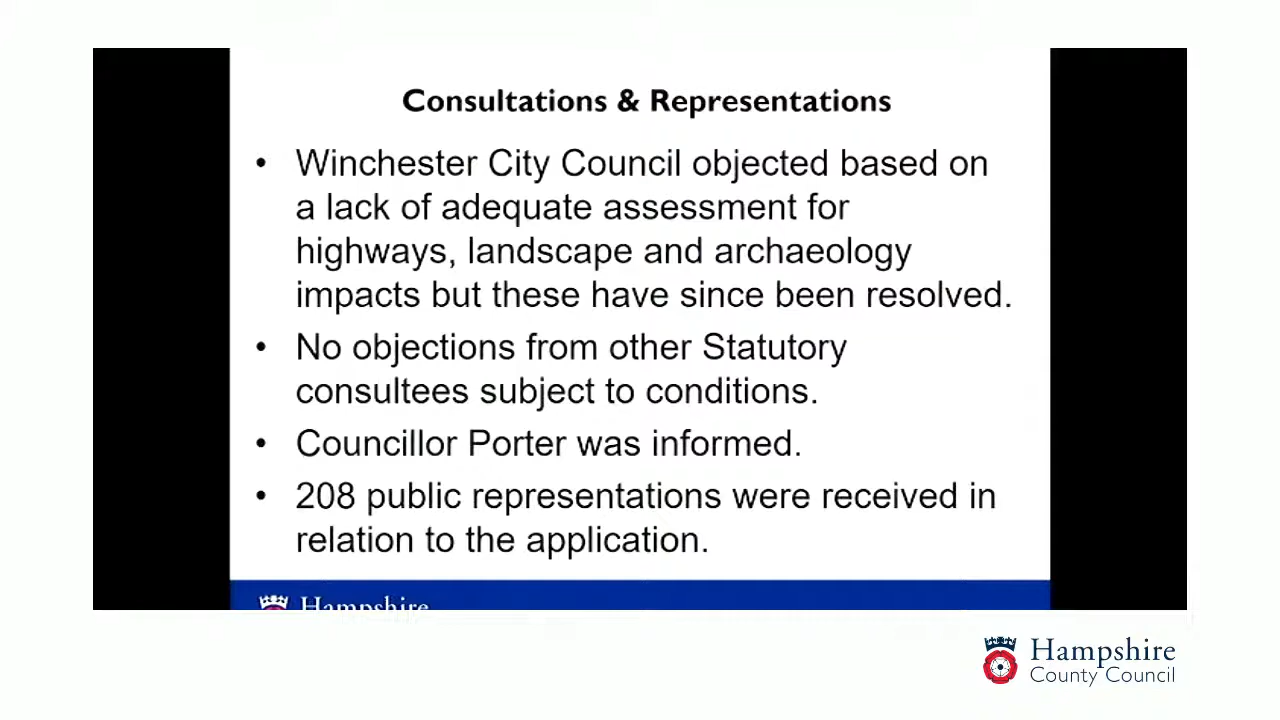 Consultations & Representations
• Winchester City Council objected based on
a lack of adequate assessment for
highways, landscape and archaeology
impacts but these have since been resolved.
• No objections from other Statutory
consultees subject to conditions.
• Councillor Porter was informed.
• 208 public representations were received in
relation to the application.
Hampshire
Hampshire
County Council